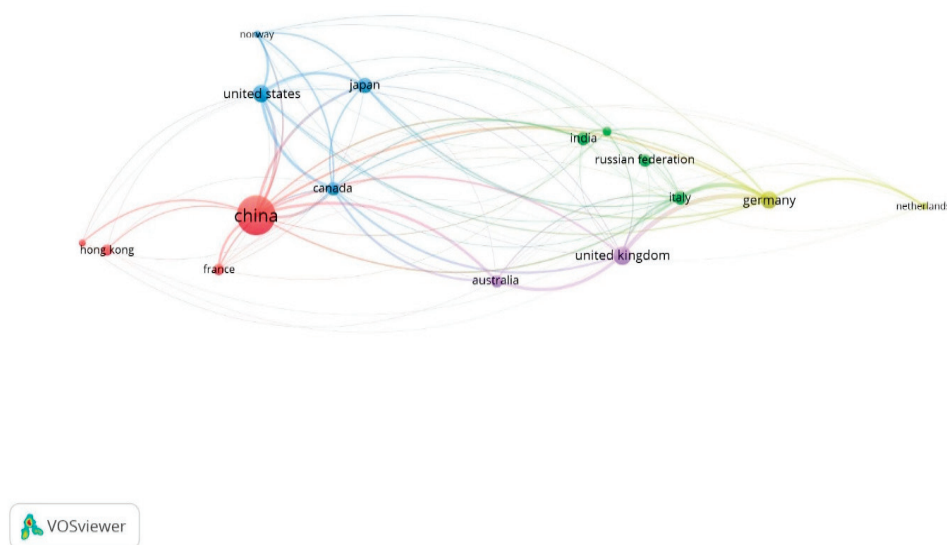 norway
united states
japan
india
russian federation
canada
italy
germany
netherlands
china
hong kong
france
united kingdom
australia
VOSviewer